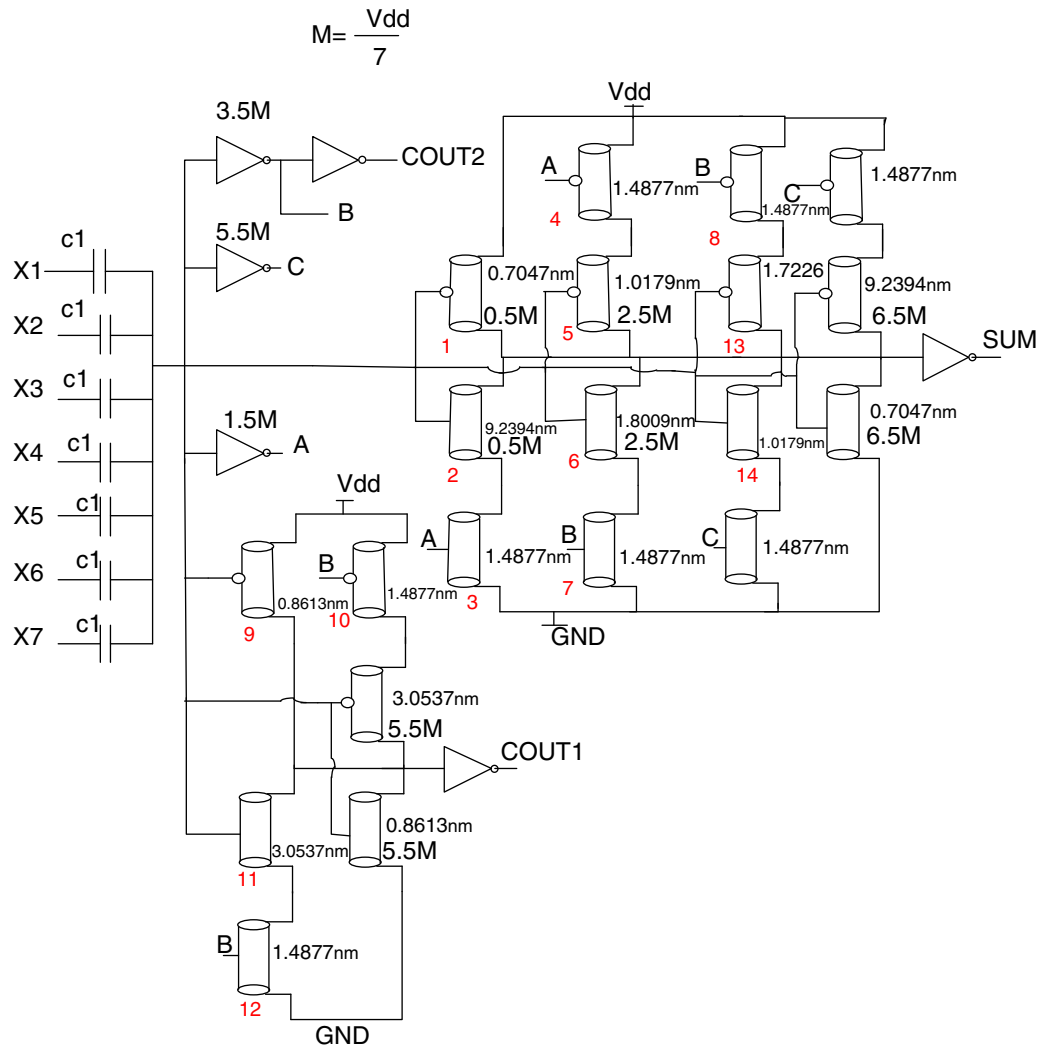 M= Vdd
7
3.5M
COUT2
B
5.5M
C
Vdd
A
1.4877nm
4
B
1.4877nm
8
C
1.4877nm
c1
X1
c1
X2
c1
X3
c1
X4
c1
X5
c1
X6
c1
X7
0.7047nm
0.5M
1
1.0179nm
2.5M
5
1.7226
13
9.2394nm
6.5M
SUM
1.5M
A
9.2394nm
0.5M
2
1.8009nm
2.5M
6
1.0179nm
14
0.7047nm
6.5M
A
1.4877nm
3
B
1.4877nm
7
C
1.4877nm
GND
Vdd
0.8613nm
9
B
1.4877nm
10
3.0537nm
5.5M
COUT1
3.0537nm
11
0.8613nm
5.5M
B
1.4877nm
12
GND